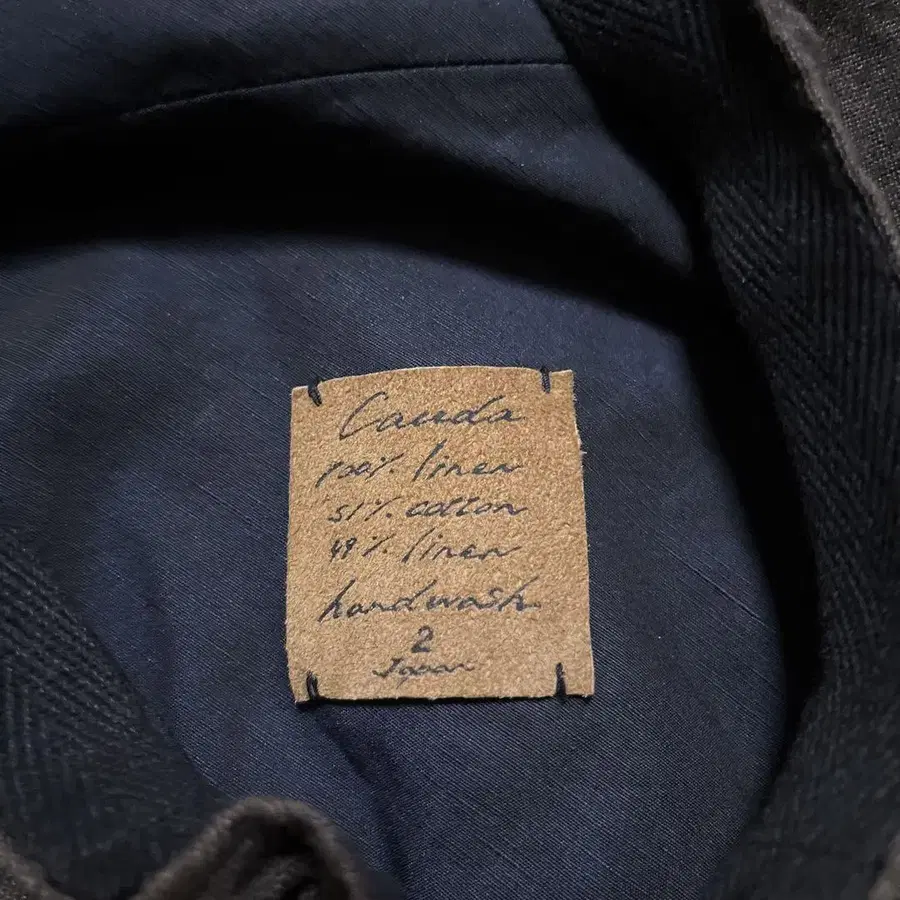 Cauda
100% linen
51% cotton
49% linen
handwash
2
Japan